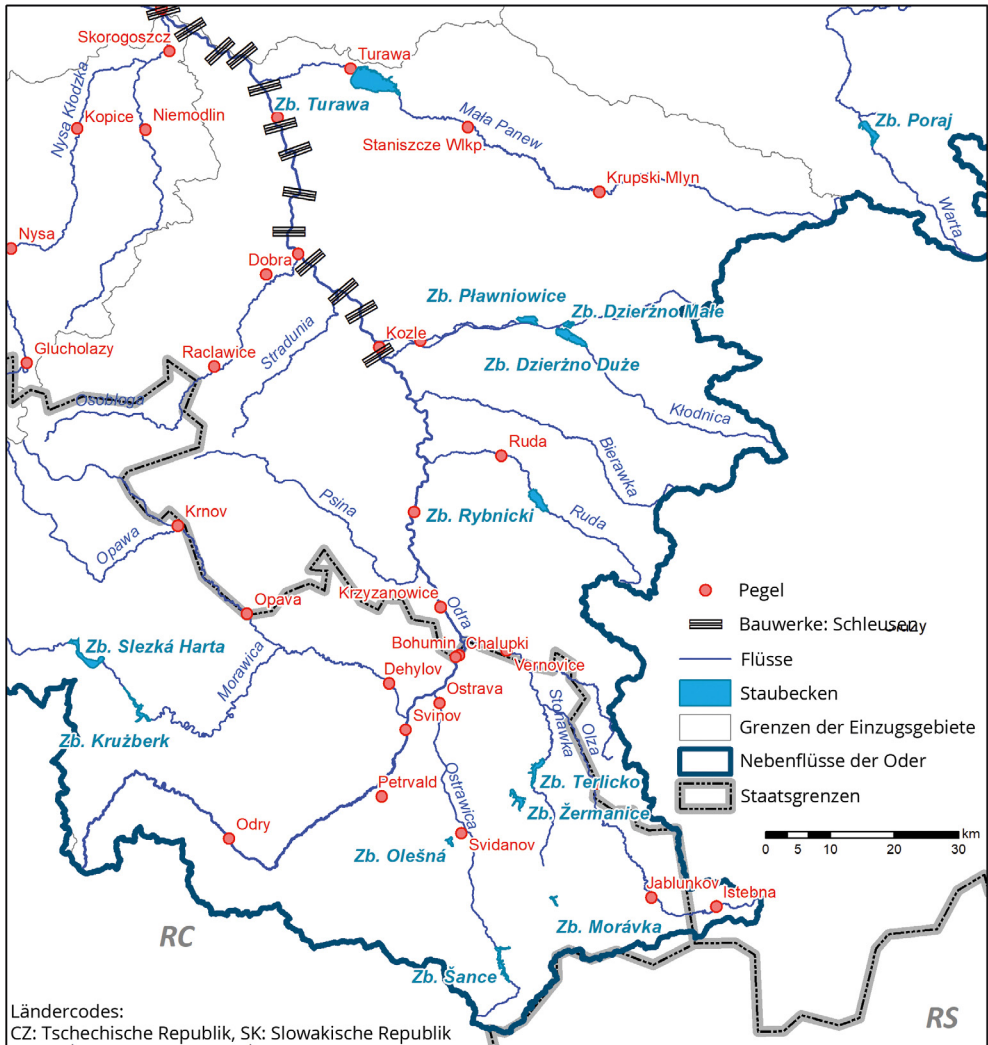 Skorogoszcz
Turawa
Nysa Kłodzka
Zb. Turawa
Kopice
Niemodlin
Mała Panew
Zb. Poraj
Staniszcze Wlkp.
Krupski Mlyn
Warta
Nysa
Dobra
Zb. Pławniowice
Zb. Dzierżno Małe
Stradunia
Kozle
Glucholazy
Raclawice
Zb. Dzierżno Duże
Osobloga
Kłodnica
Ruda
Bierawka
Psina
Zb. Rybnicki
Ruda
Krnov
Opawa
Krzyzanowice
Opava
Odra
Pegel
Bauwerke: Schleusen
Zb. Slezká Harta
Morawica
Bohumin
Chalupki
Vernovice
Flüsse
Dehylov
Ostrava
Staubecken
Svinov
Stonawka
Olza
Grenzen der Einzugsgebiete
Zb. Krużberk
Nebenflüsse der Oder
Petrvald
Ostrawica
Zb. Terlicko
Staatsgrenzen
Zb. Žermanice
Odry
Svidanov
km
0 5 10 20 30
Zb. Olešná
Jablunkov
Istebna
Zb. Morávka
RC
Zb. Šance
RS
Ländercodes:
CZ: Tschechische Republik, SK: Slowakische Republik